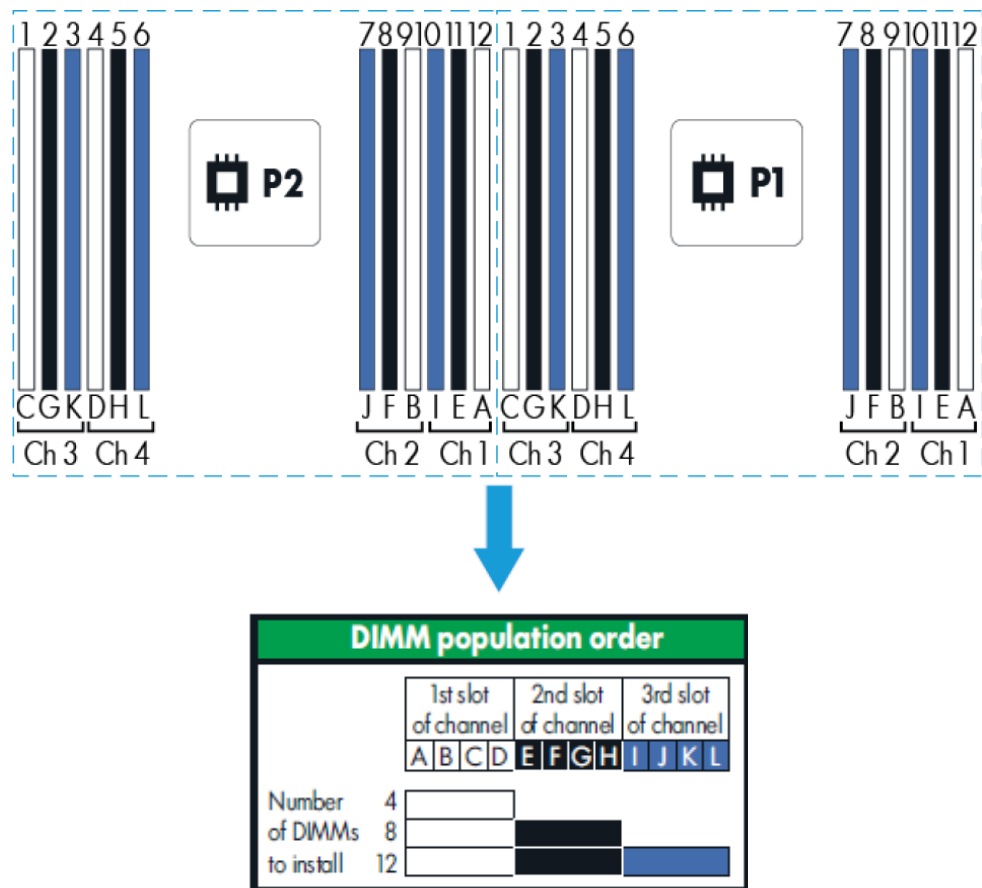 1 2 3 4 5 6 7 8 9 10 11 12 1 2 3 4 5 6 7 8 9 10 11 12
P2 P1
C G K D H L J F B I E A C G K D H L J F B I E A
Ch 3 Ch 4 Ch 2 Ch 1 Ch 3 Ch 4 Ch 2 Ch 1
DIMM population order
1st slot 2nd slot 3rd slot
of channel of channel of channel
A B C D E F G H I J K L
Number 4
of DIMMs 8
to install 12